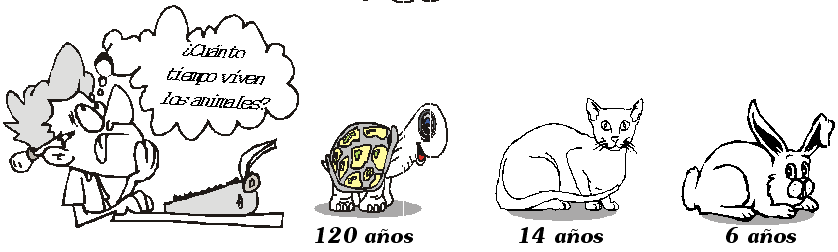 ¿Cuánto
tiempo viven
los animales?
120 años
14 años
6 años